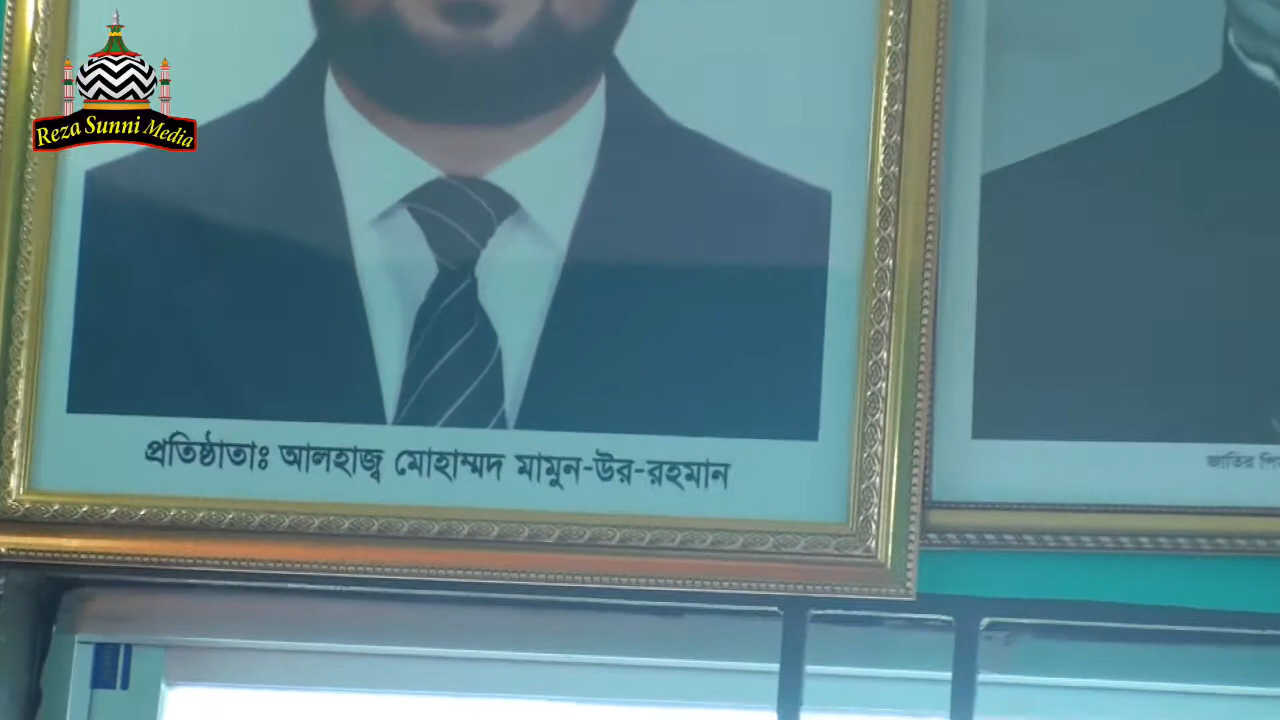 Reza Sunni Media
প্রতিষ্ঠাতাঃ আলহাজ্ব মোহাম্মদ মামুন-উর-রহমান
জাতির